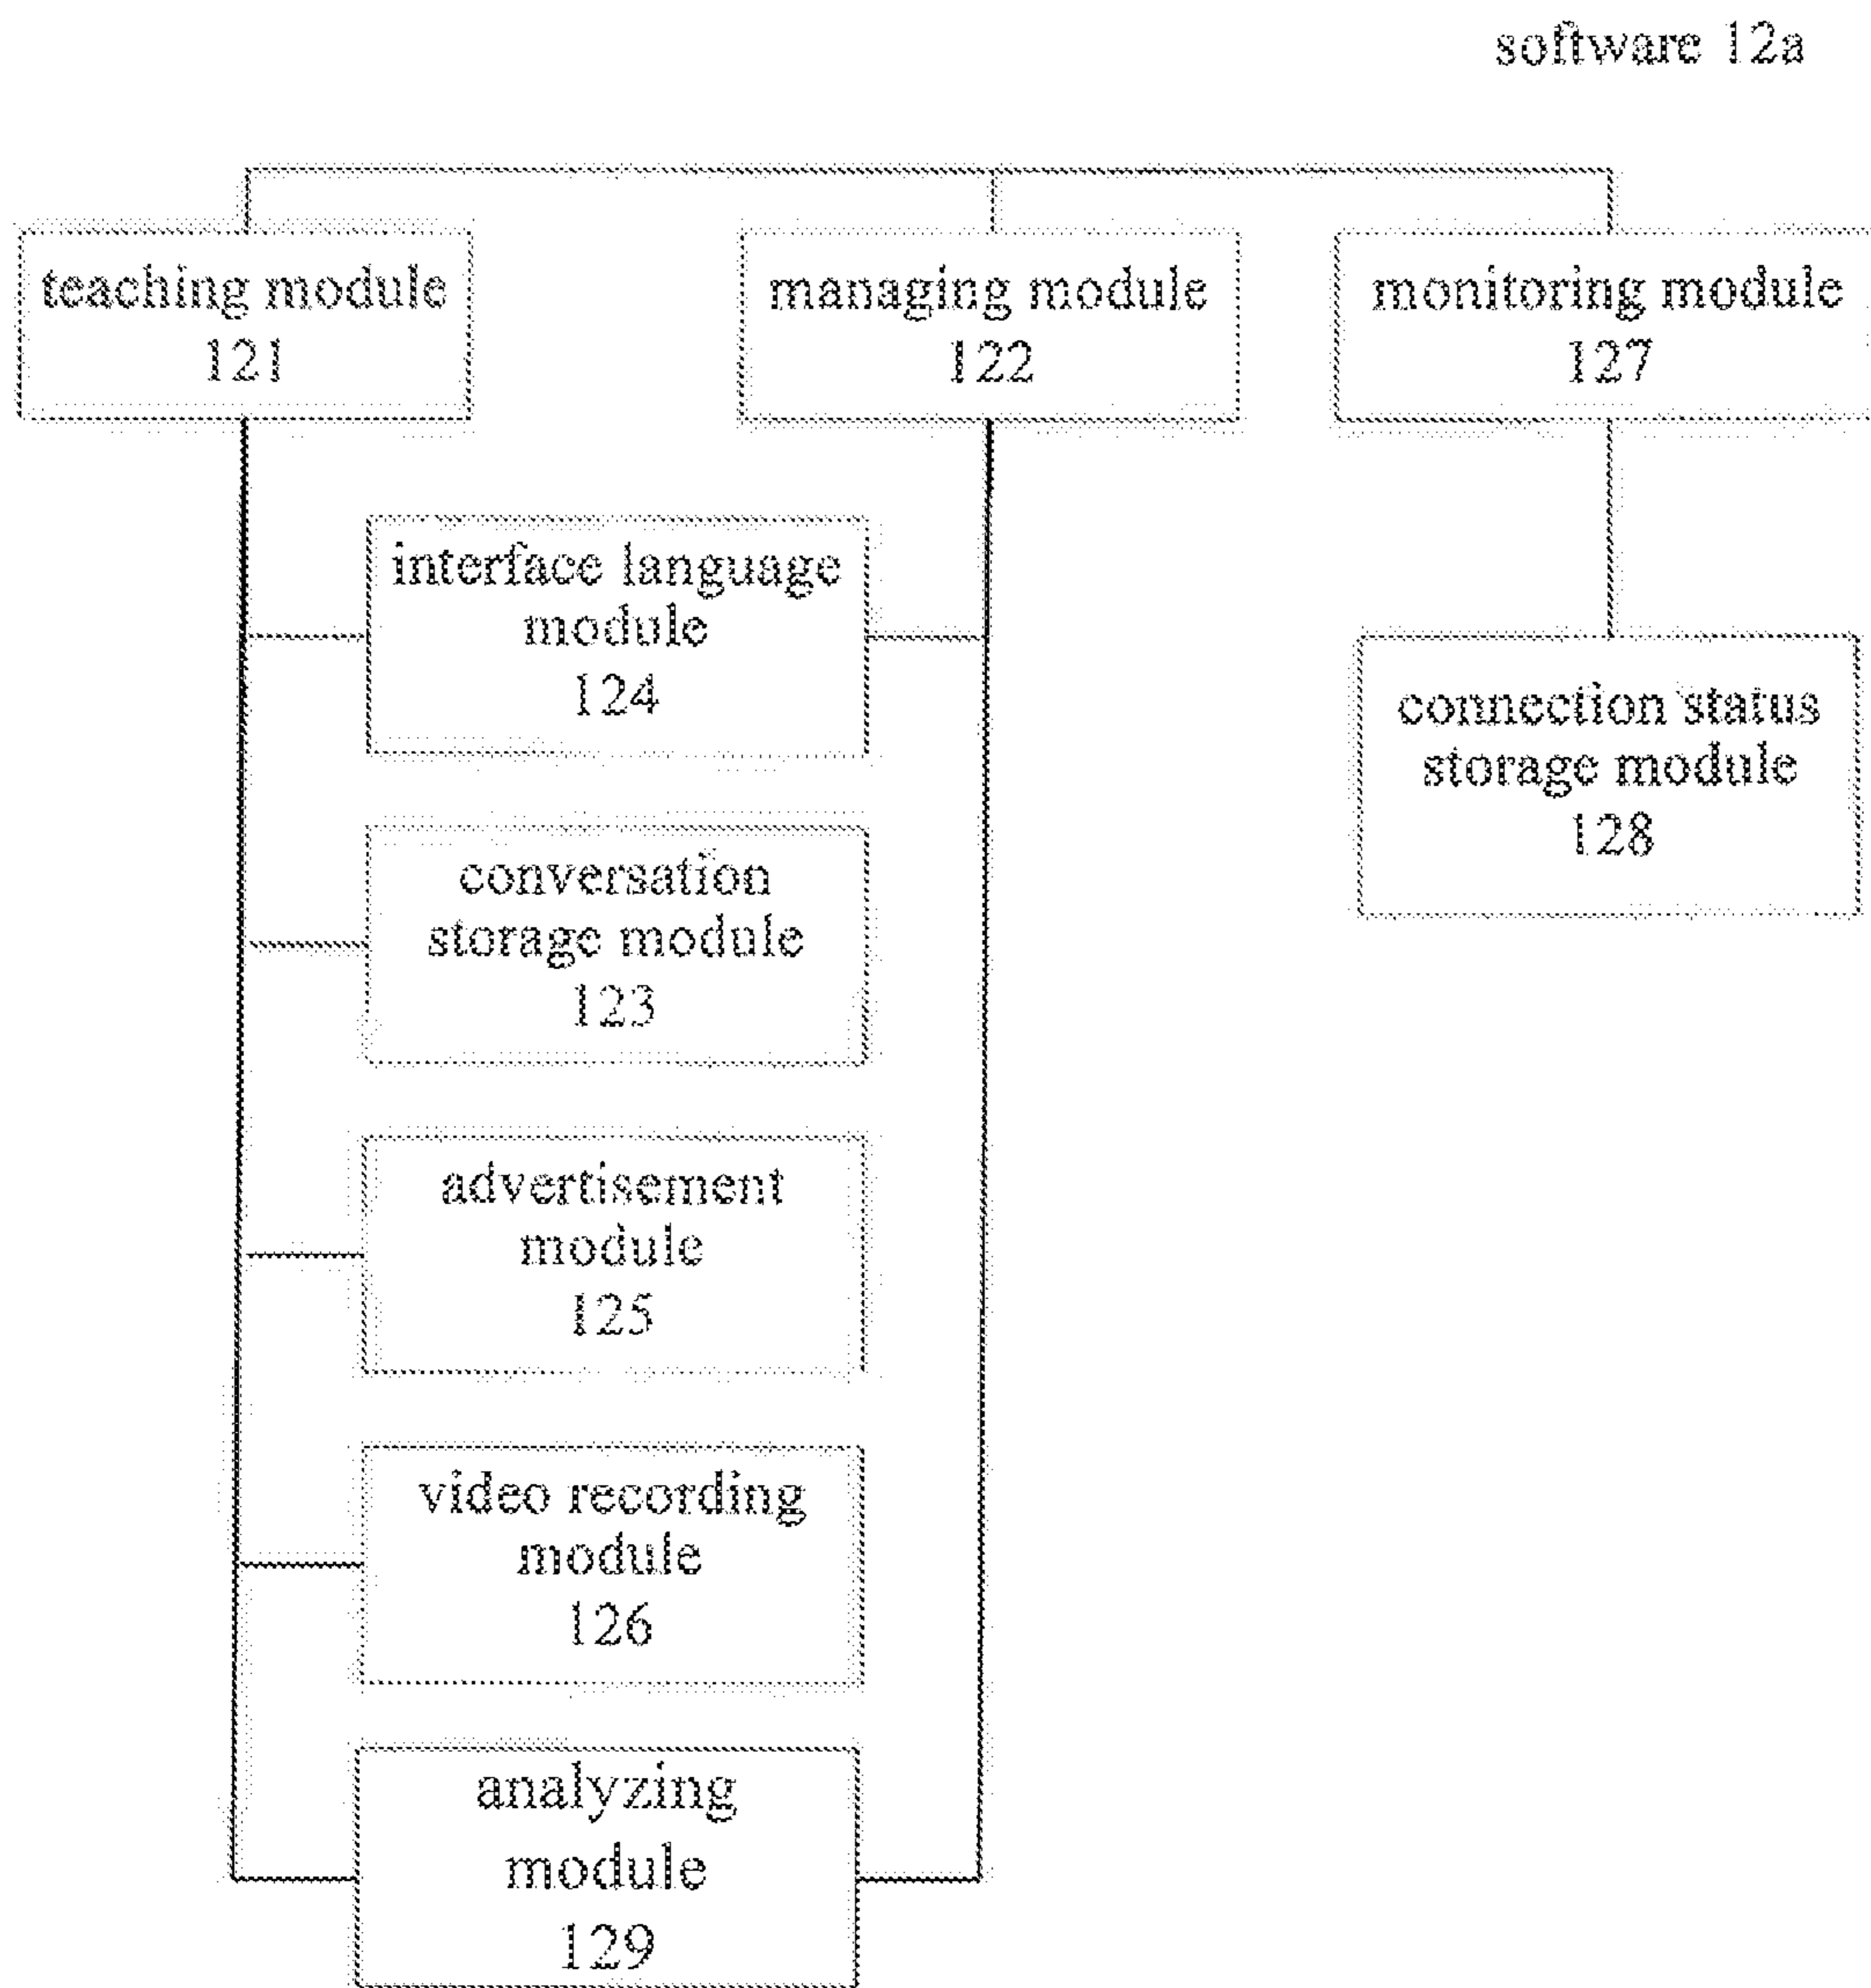 software 12a
teaching module
121
managing module
122
monitoring module
127
interface language
module
124
connection status
storage module
128
conversation
storage module
123
advertisement
module
125
video recording
module
126
analyzing
module
129